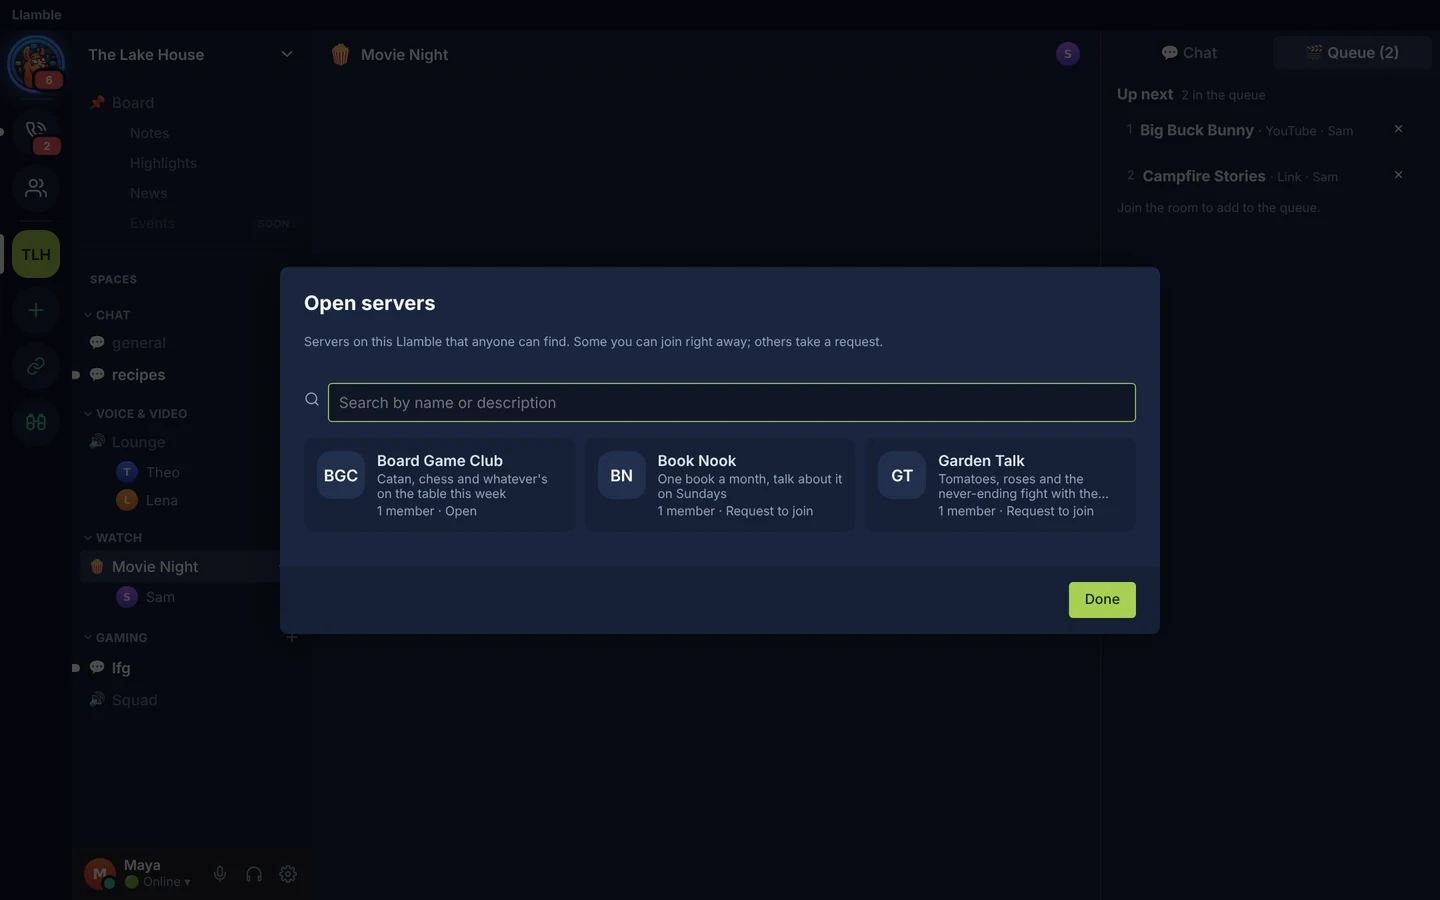 Llamble
6
2
TLH
The Lake House
📌 Board
Notes
Highlights
News
Events SOON
SPACES
CHAT
general
recipes
VOICE & VIDEO
Lounge
T Theo
L Lena
WATCH
Movie Night
S Sam
GAMING
lfg
Squad
M Maya
Online ▾
Movie Night
S
Chat
Queue (2)
Up next 2 in the queue
1 Big Buck Bunny · YouTube · Sam ×
2 Campfire Stories · Link · Sam ×
Join the room to add to the queue.
Open servers
Servers on this Llamble that anyone can find. Some you can join right away; others take a request.
Search by name or description
BGC
Board Game Club
Catan, chess and whatever's
on the table this week
1 member · Open
BN
Book Nook
One book a month, talk about it
on Sundays
1 member · Request to join
GT
Garden Talk
Tomatoes, roses and the
never-ending fight with the...
1 member · Request to join
Done